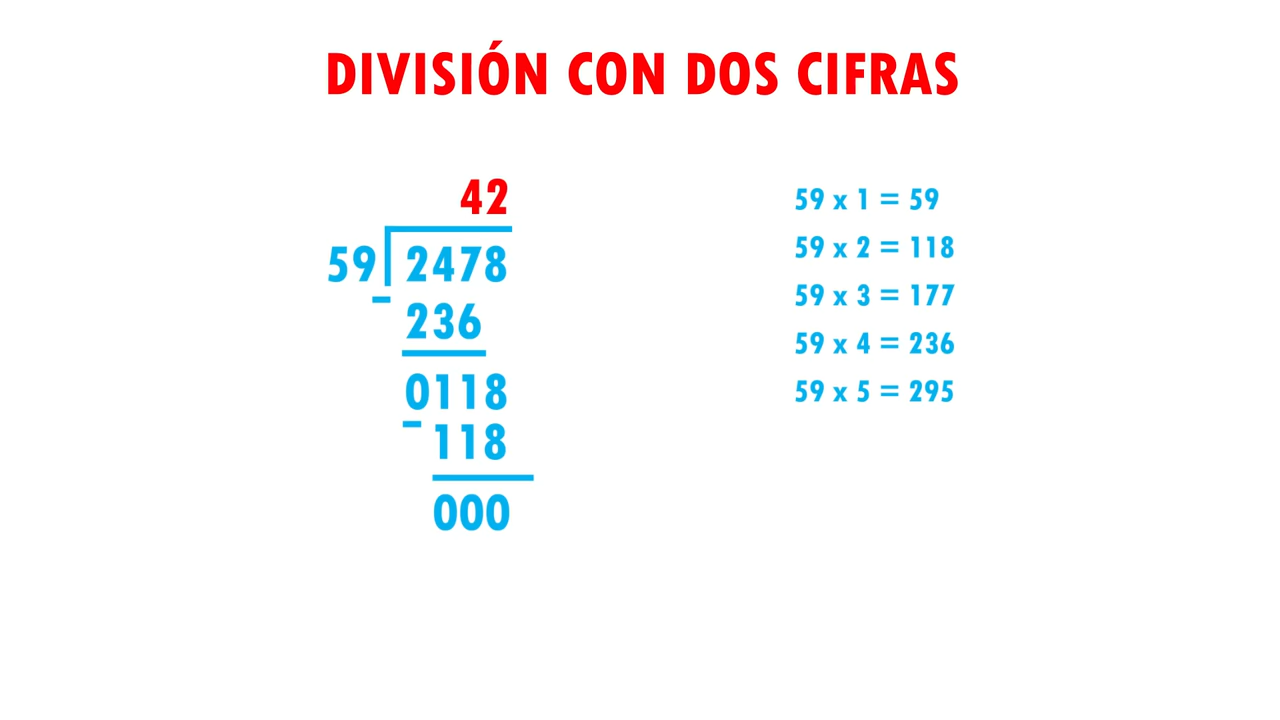 DIVISIÓN CON DOS CIFRAS
42
59 2478
-
236
0118
-
118
000
59 x 1 = 59
59 x 2 = 118
59 x 3 = 177
59 x 4 = 236
59 x 5 = 295